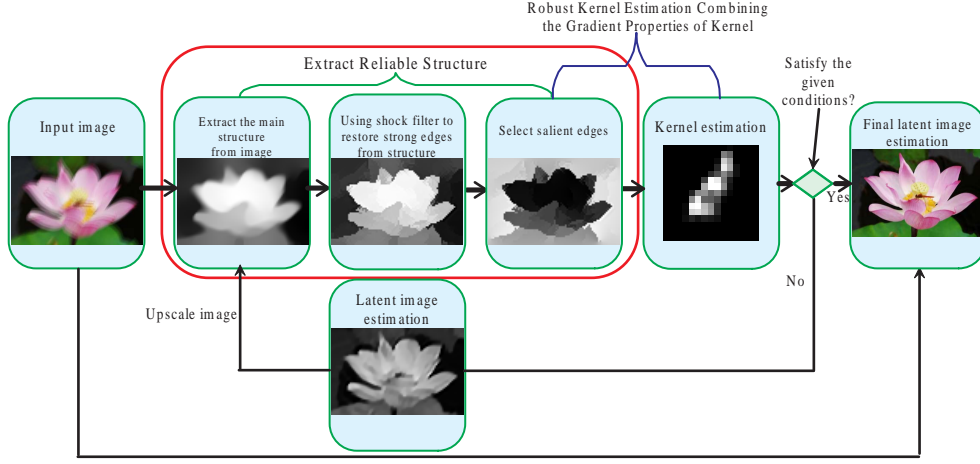 Robust Kernel Estimation Combining
the Gradient Properties of Kernel
Extract Reliable Structure
Satisfy the
given
conditions?
Input image
Extract the main
structure
from image
Using shock filter to
restore strong edges
from structure
Select salient edges
Kernel estimation
Final latent image
estimation
Yes
No
Upscale image
Latent image
estimation